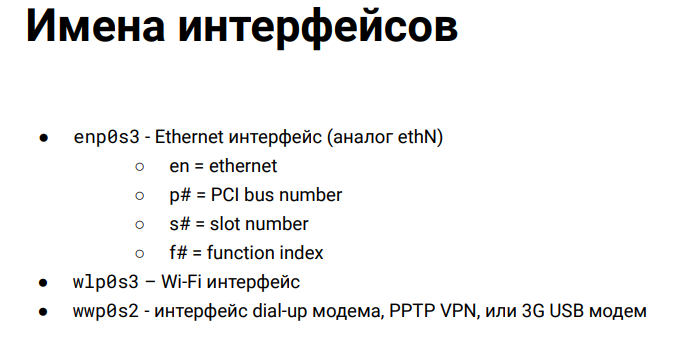 Имена интерфейсов
● enp0s3 - Ethernet интерфейс (аналог ethN)
○ en = ethernet
○ p# = PCI bus number
○ s# = slot number
○ f# = function index
● wlp0s3 – Wi-Fi интерфейс
● wwp0s2 - интерфейс dial-up модема, PPTP VPN, или 3G USB модем